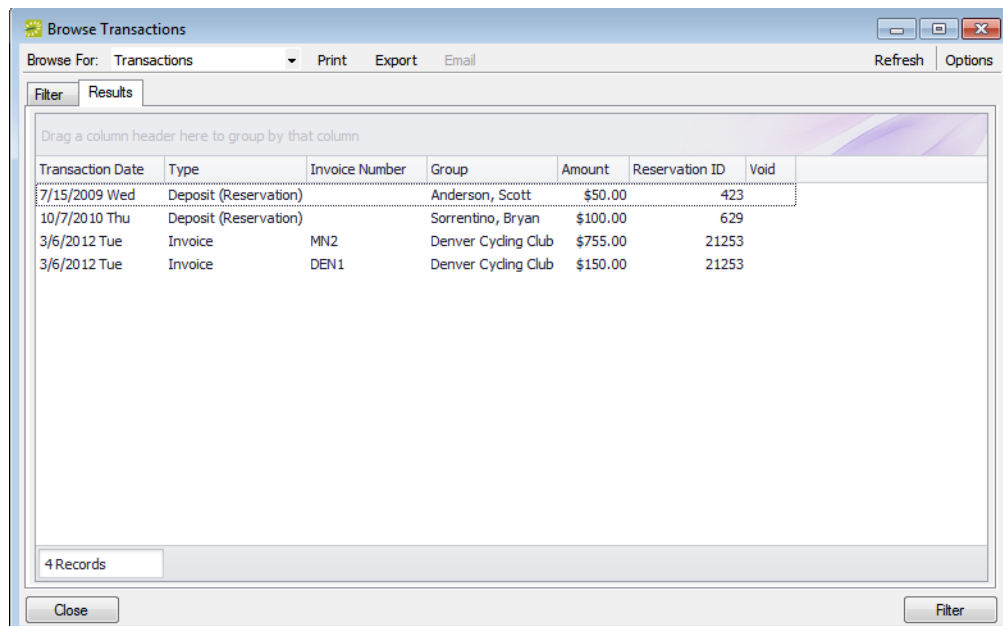 Browse Transactions
Browse For: Transactions Print Export Email Refresh Options
Filter Results
Drag a column header here to group by that column
Transaction Date Type Invoice Number Group Amount Reservation ID Void
7/15/2009 Wed Deposit (Reservation) Anderson, Scott $50.00 423
10/7/2010 Thu Deposit (Reservation) Sorrentino, Bryan $100.00 629
3/6/2012 Tue Invoice MN2 Denver Cycling Club $755.00 21253
3/6/2012 Tue Invoice DEN1 Denver Cycling Club $150.00 21253
4 Records
Close Filter